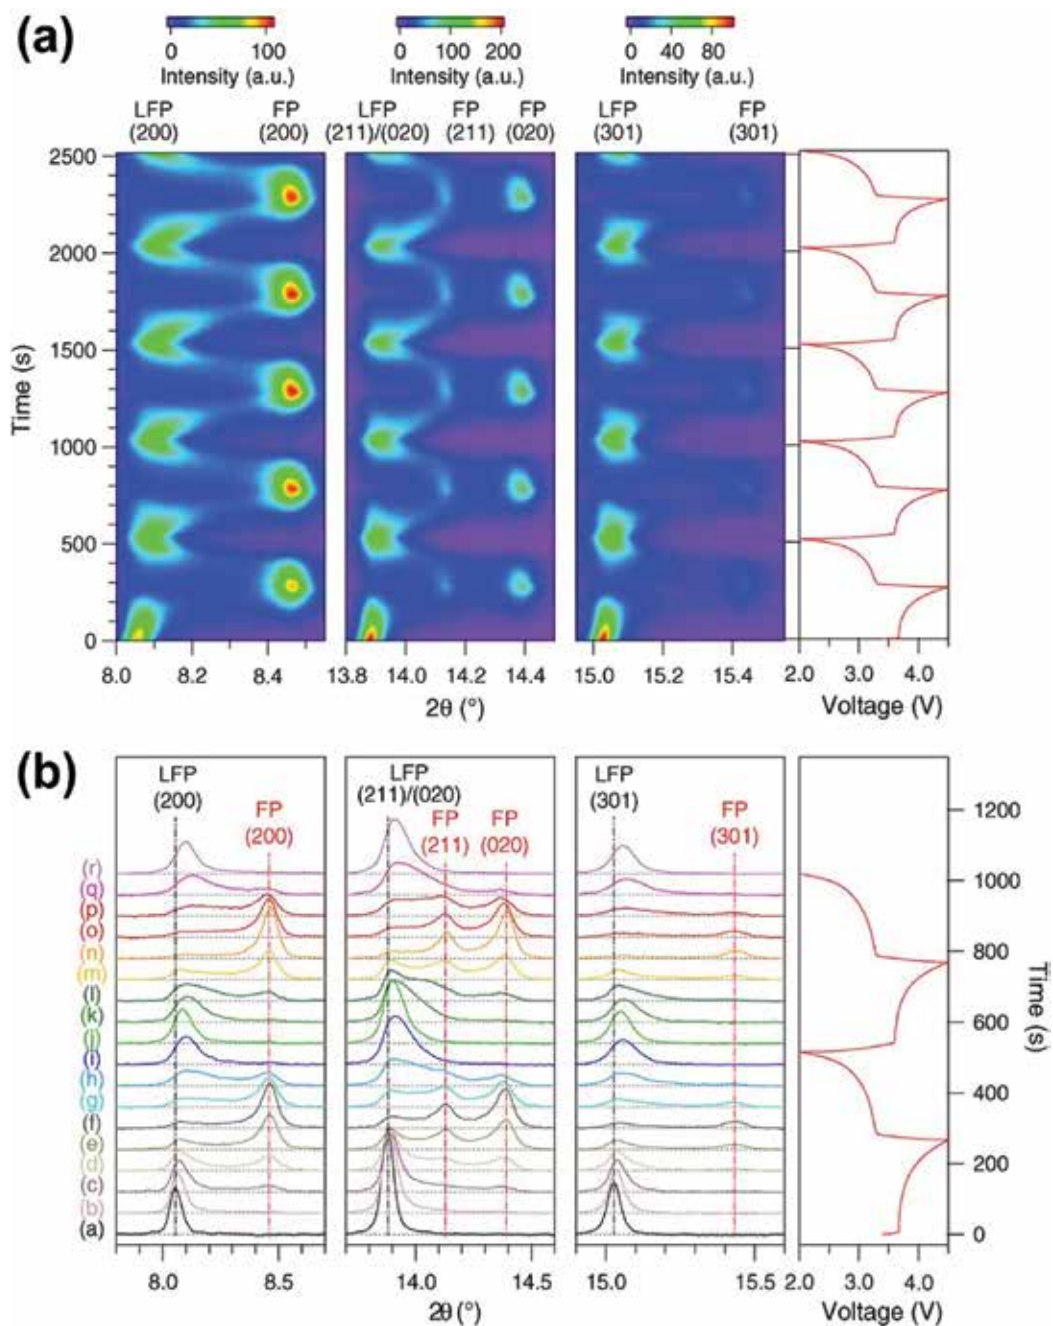 (a)
0 100
Intensity (a.u.)
0 100 200
Intensity (a.u.)
0 40 80
Intensity (a.u.)
LFP FP
(200) (200)
LFP FP FP
(211)/(020) (211) (020)
LFP FP
(301) (301)
2500
2000
1500
1000
500
0
Time (s)
8.0 8.4
13.8 14.0 14.2 14.4
15.0 15.2 15.4
2.0 3.0 4.0
2θ (°)
Voltage (V)
(b)
LFP
(200)
FP
(200)
LFP
(211)/(020)
FP
(211)
FP
(020)
LFP
(301)
FP
(301)
(r)
(q)
(p)
(o)
(n)
(m)
(l)
(k)
(j)
(i)
(h)
(g)
(f)
(e)
(d)
(c)
(b)
(a)
1200
1000
800
600
400
200
0
Time (s)
8.0 8.5
14.0 14.5
15.0 15.5
2.0 3.0 4.0
2θ (°)
Voltage (V)